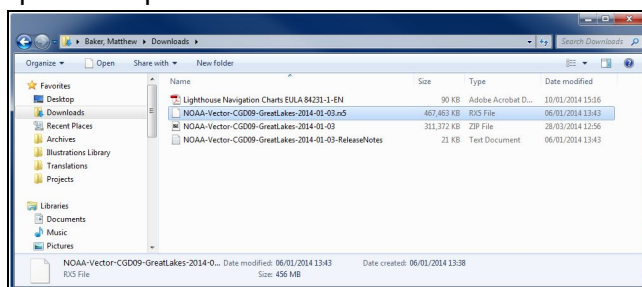 Baker, Matthew ▸ Downloads ▸
Search Downloads
Organize Open Share with New folder
Name Size Type Date modified
Favorites
Desktop
Downloads
Recent Places
Archives
Illustrations Library
Translations
Projects
Libraries
Documents
Music
Pictures
Lighthouse Navigation Charts EULA 84231-1-EN 90 KB Adobe Acrobat D... 10/01/2014 15:16
NOAA-Vector-CGD09-GreatLakes-2014-01-03.rx5 467,463 KB RX5 File 06/01/2014 13:43
NOAA-Vector-CGD09-GreatLakes-2014-01-03 311,372 KB ZIP File 28/03/2014 12:56
NOAA-Vector-CGD09-GreatLakes-2014-01-03-ReleaseNotes 21 KB Text Document 06/01/2014 13:43
NOAA-Vector-CGD09-GreatLakes-2014-0... Date modified: 06/01/2014 13:43 Date created: 06/01/2014 13:38
RX5 File Size: 456 MB